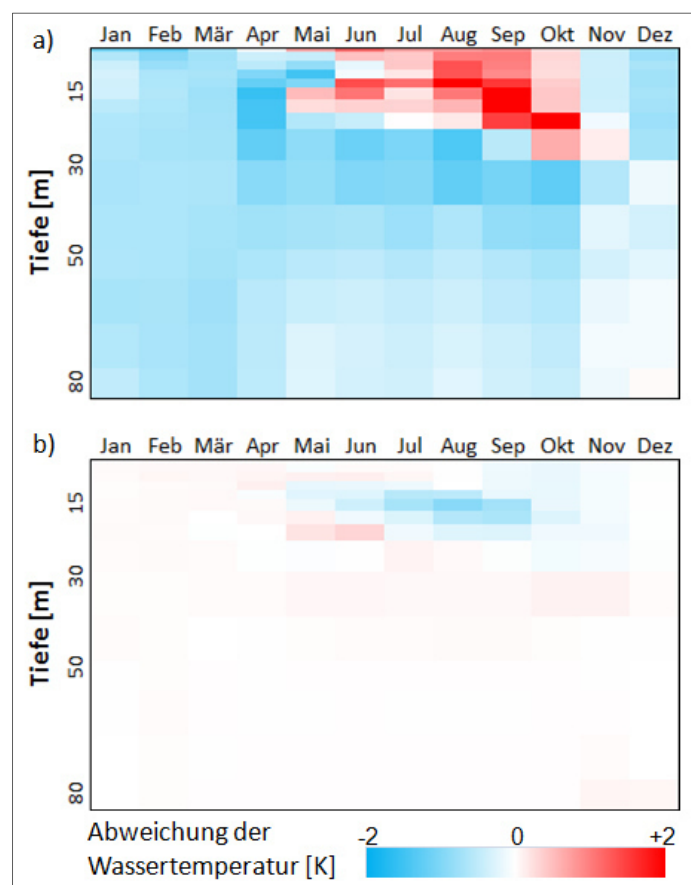 a)
Jan Feb Mär Apr Mai Jun Jul Aug Sep Okt Nov Dez
Tiefe [m]
15
30
50
80
b)
Jan Feb Mär Apr Mai Jun Jul Aug Sep Okt Nov Dez
Tiefe [m]
15
30
50
80
Abweichung der
Wassertemperatur [K]
-2 0 +2